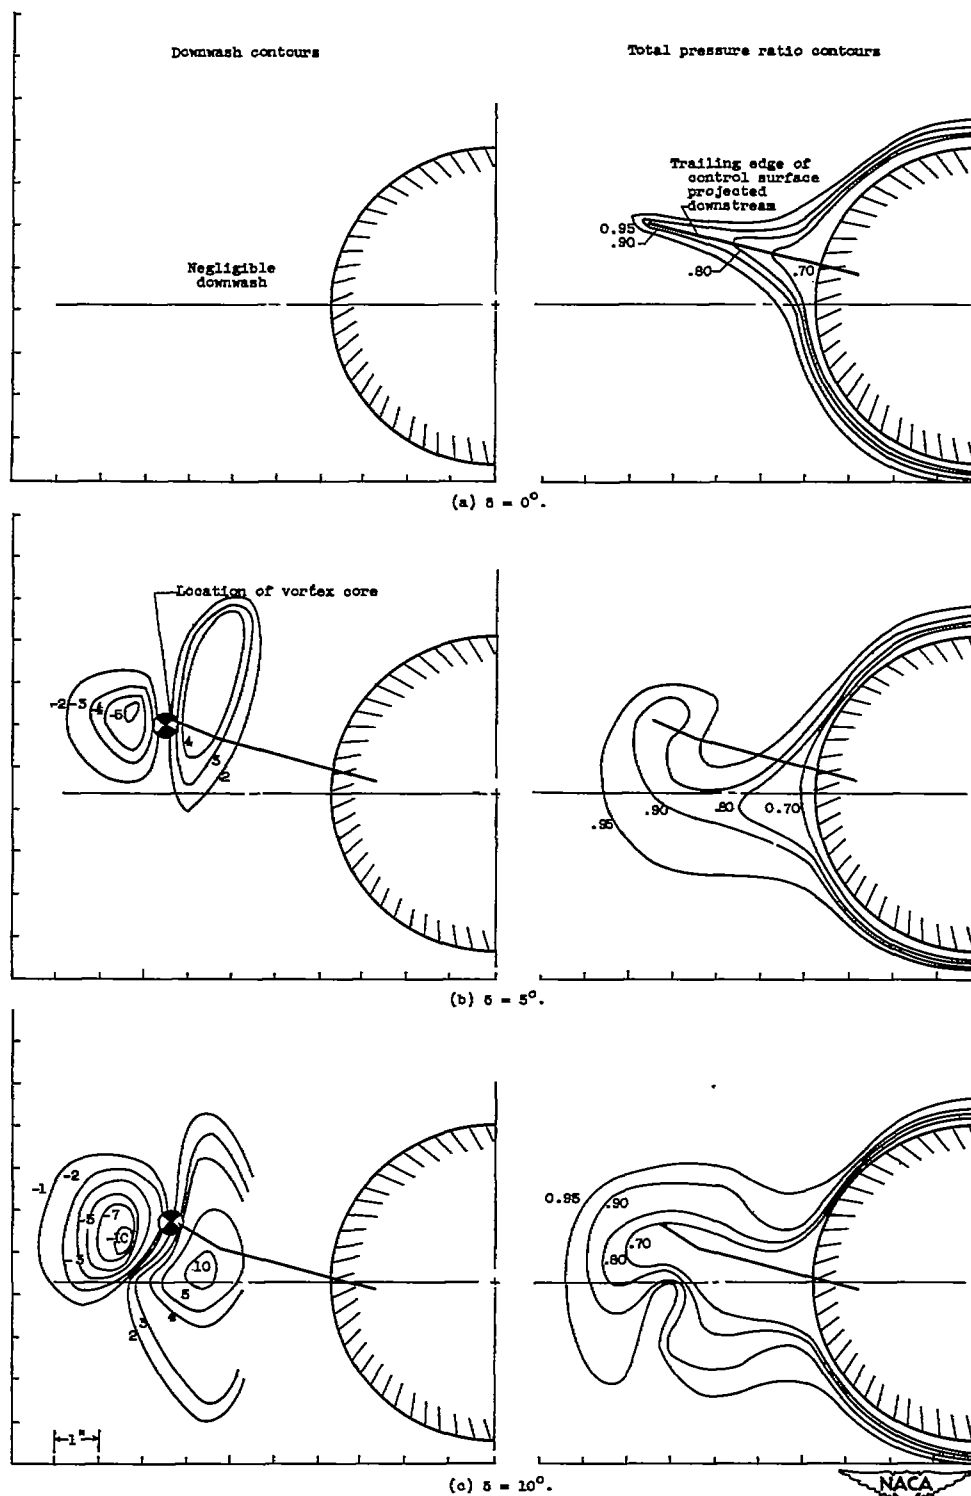 Downwash contours
Total pressure ratio contours
Trailing edge of
control surface
projected
downstream
0.95
.90
.80
.70
Negligible
downwash
(a) δ = 0°.
Location of vortex core
-2
-3
-4
-5
4
3
2
.95
.90
.80
0.70
(b) δ = 5°.
-1
-2
-5
-7
-10
-3
10
5
4
3
2
0.95
.90
.80
.70
1"
(c) δ = 10°.
NACA